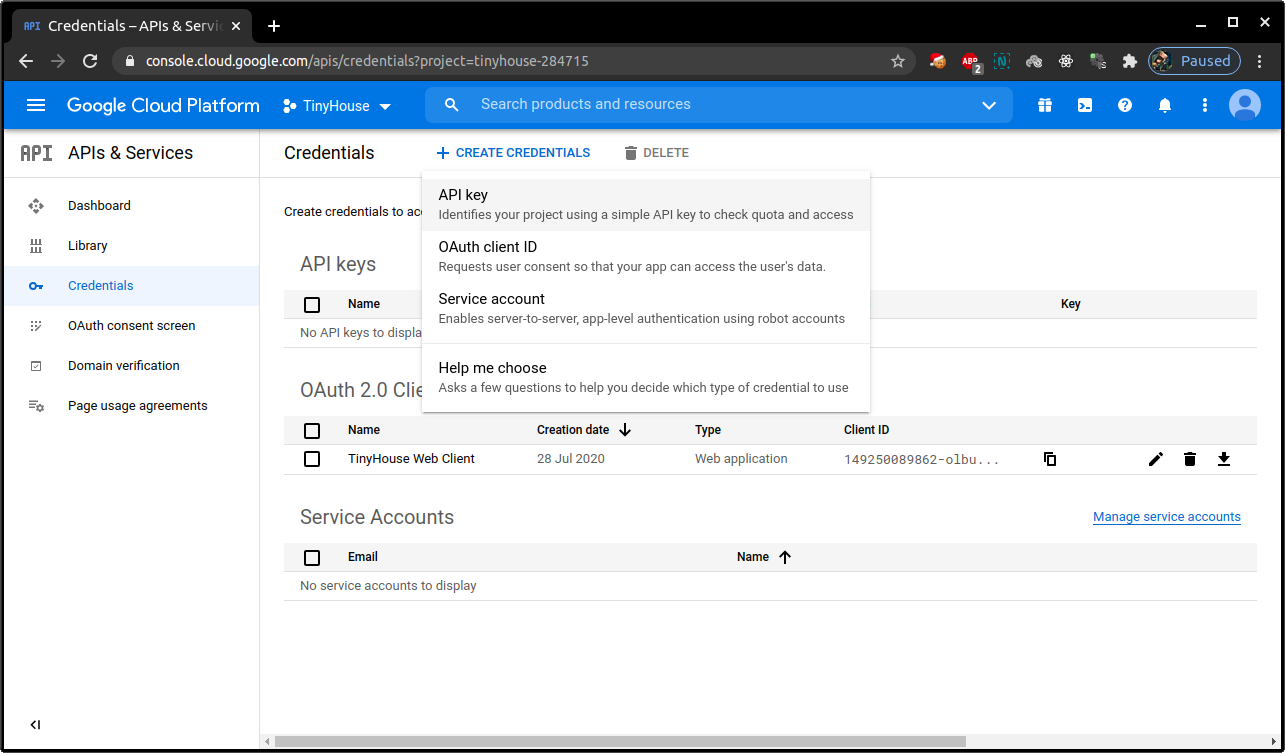 API Credentials – APIs & Servi
console.cloud.google.com/apis/credentials?project=tinyhouse-284715
ABP 2 N Paused
Google Cloud Platform TinyHouse Search products and resources
API APIs & Services Credentials CREATE CREDENTIALS DELETE
Dashboard
Library
Credentials
OAuth consent screen
Domain verification
Page usage agreements
Create credentials to acc
API key
Identifies your project using a simple API key to check quota and access
OAuth client ID
Requests user consent so that your app can access the user's data.
Service account
Enables server-to-server, app-level authentication using robot accounts
Help me choose
Asks a few questions to help you decide which type of credential to use
API keys
Name Key
No API keys to displa
OAuth 2.0 Clie
Name Creation date Type Client ID
TinyHouse Web Client 28 Jul 2020 Web application 149250089862-olbu...
Service Accounts Manage service accounts
Email Name
No service accounts to display